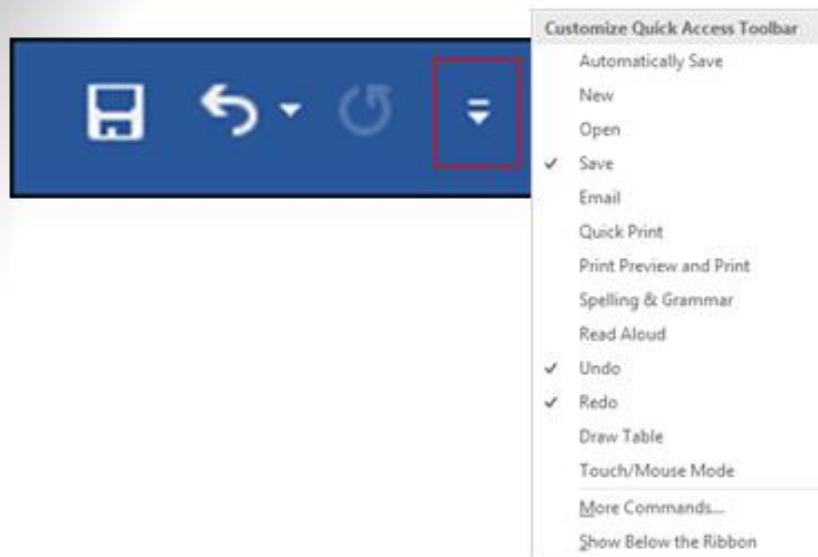 Customize Quick Access Toolbar
Automatically Save
New
Open
Save
Email
Quick Print
Print Preview and Print
Spelling & Grammar
Read Aloud
Undo
Redo
Draw Table
Touch/Mouse Mode
More Commands...
Show Below the Ribbon